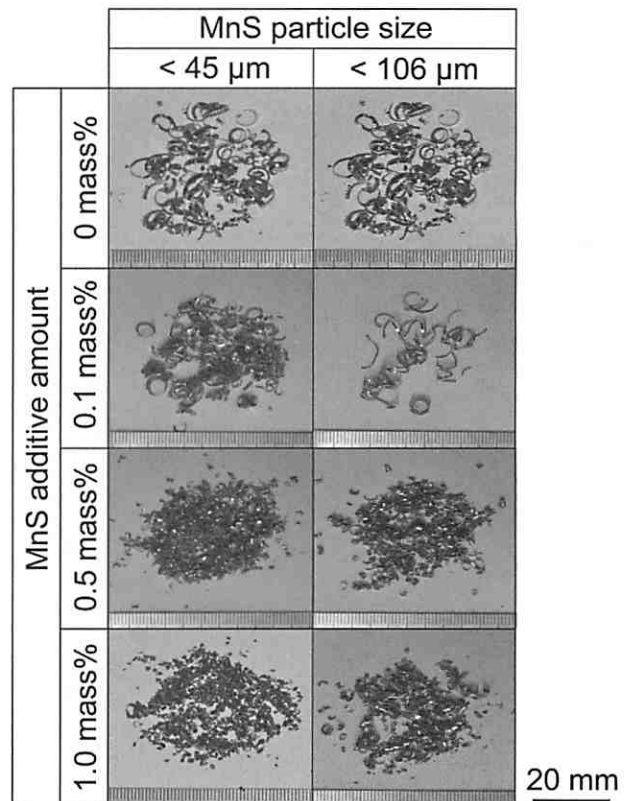 MnS particle size
< 45 μm
< 106 μm
MnS additive amount
0 mass%
0.1 mass%
0.5 mass%
1.0 mass%
20 mm